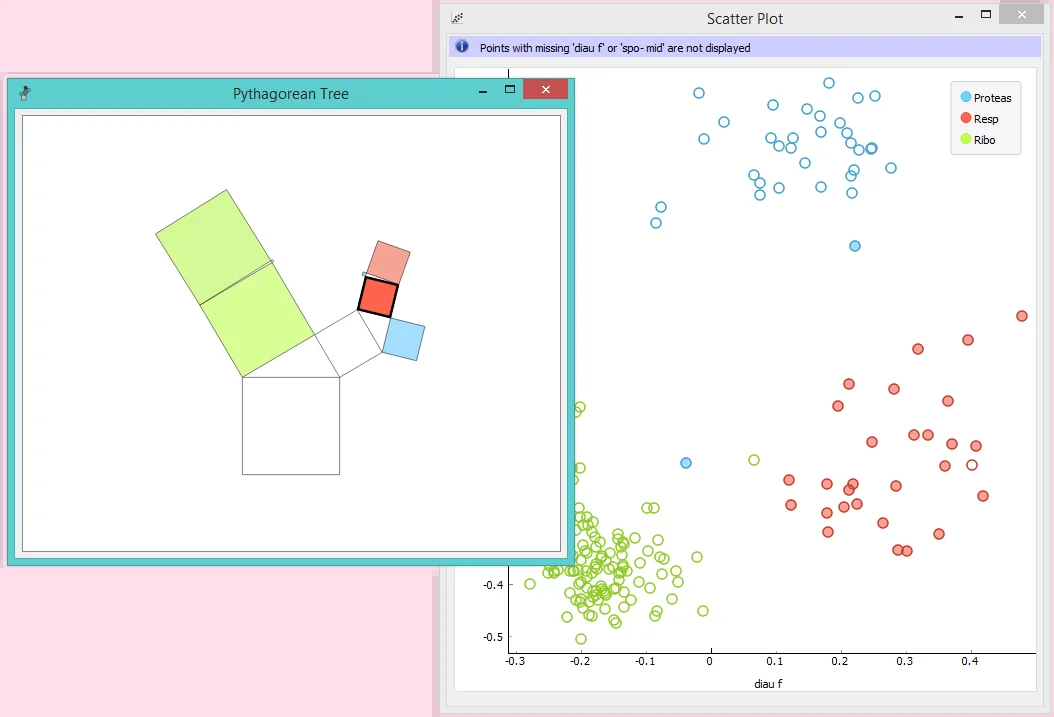 Scatter Plot
Points with missing 'diau f' or 'spo- mid' are not displayed
Pythagorean Tree
Proteas
Resp
Ribo
-0.4
-0.5
-0.3 -0.2 -0.1 0 0.1 0.2 0.3 0.4
diau f